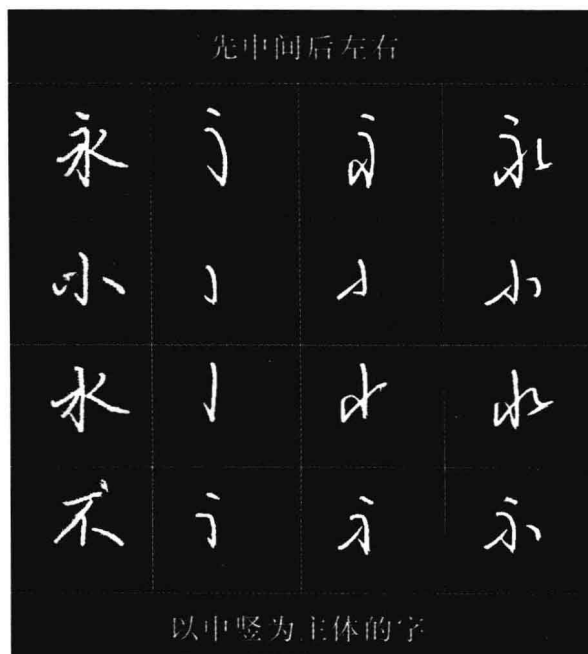 先中间后左右
永
小
水
不
以中竖为主体的字